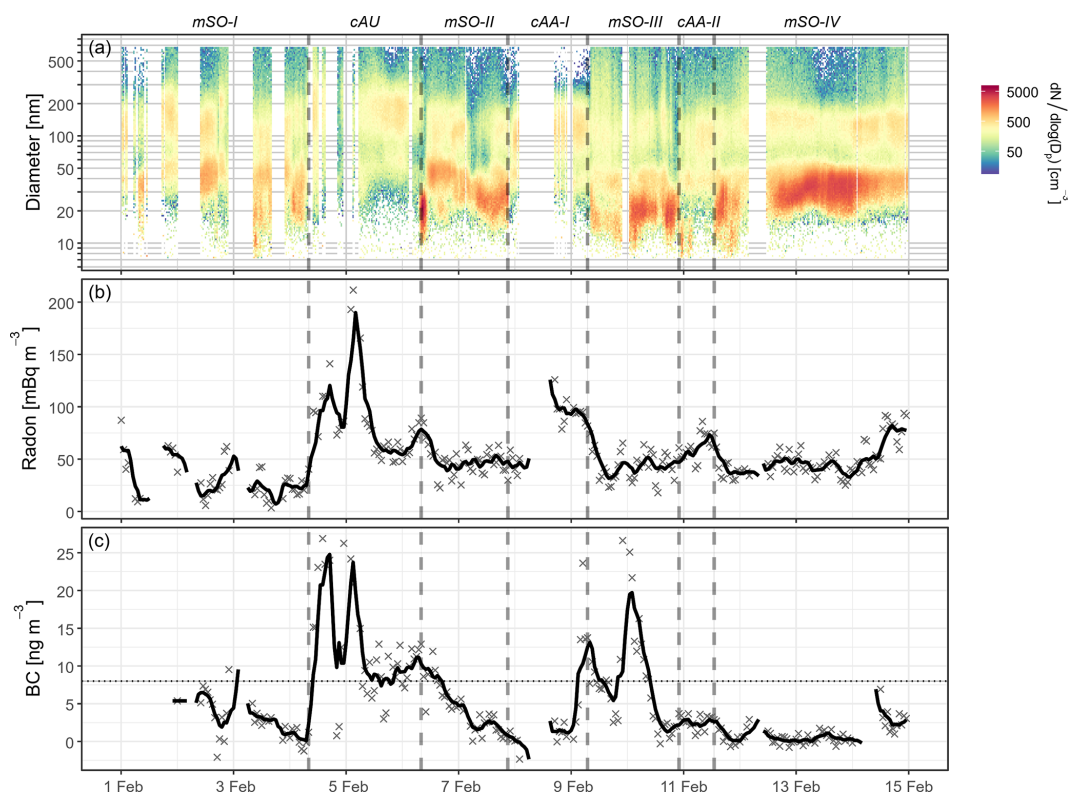 mSO-I cAU mSO-II cAA-I mSO-III cAA-II mSO-IV
(a)
Diameter [nm]
500
200
100
50
20
10
5000
500
50
dN / dlog(Dp) [cm⁻³]
(b)
Radon [mBq m⁻³]
200
150
100
50
0
(c)
BC [ng m⁻³]
25
20
15
10
5
0
1 Feb 3 Feb 5 Feb 7 Feb 9 Feb 11 Feb 13 Feb 15 Feb